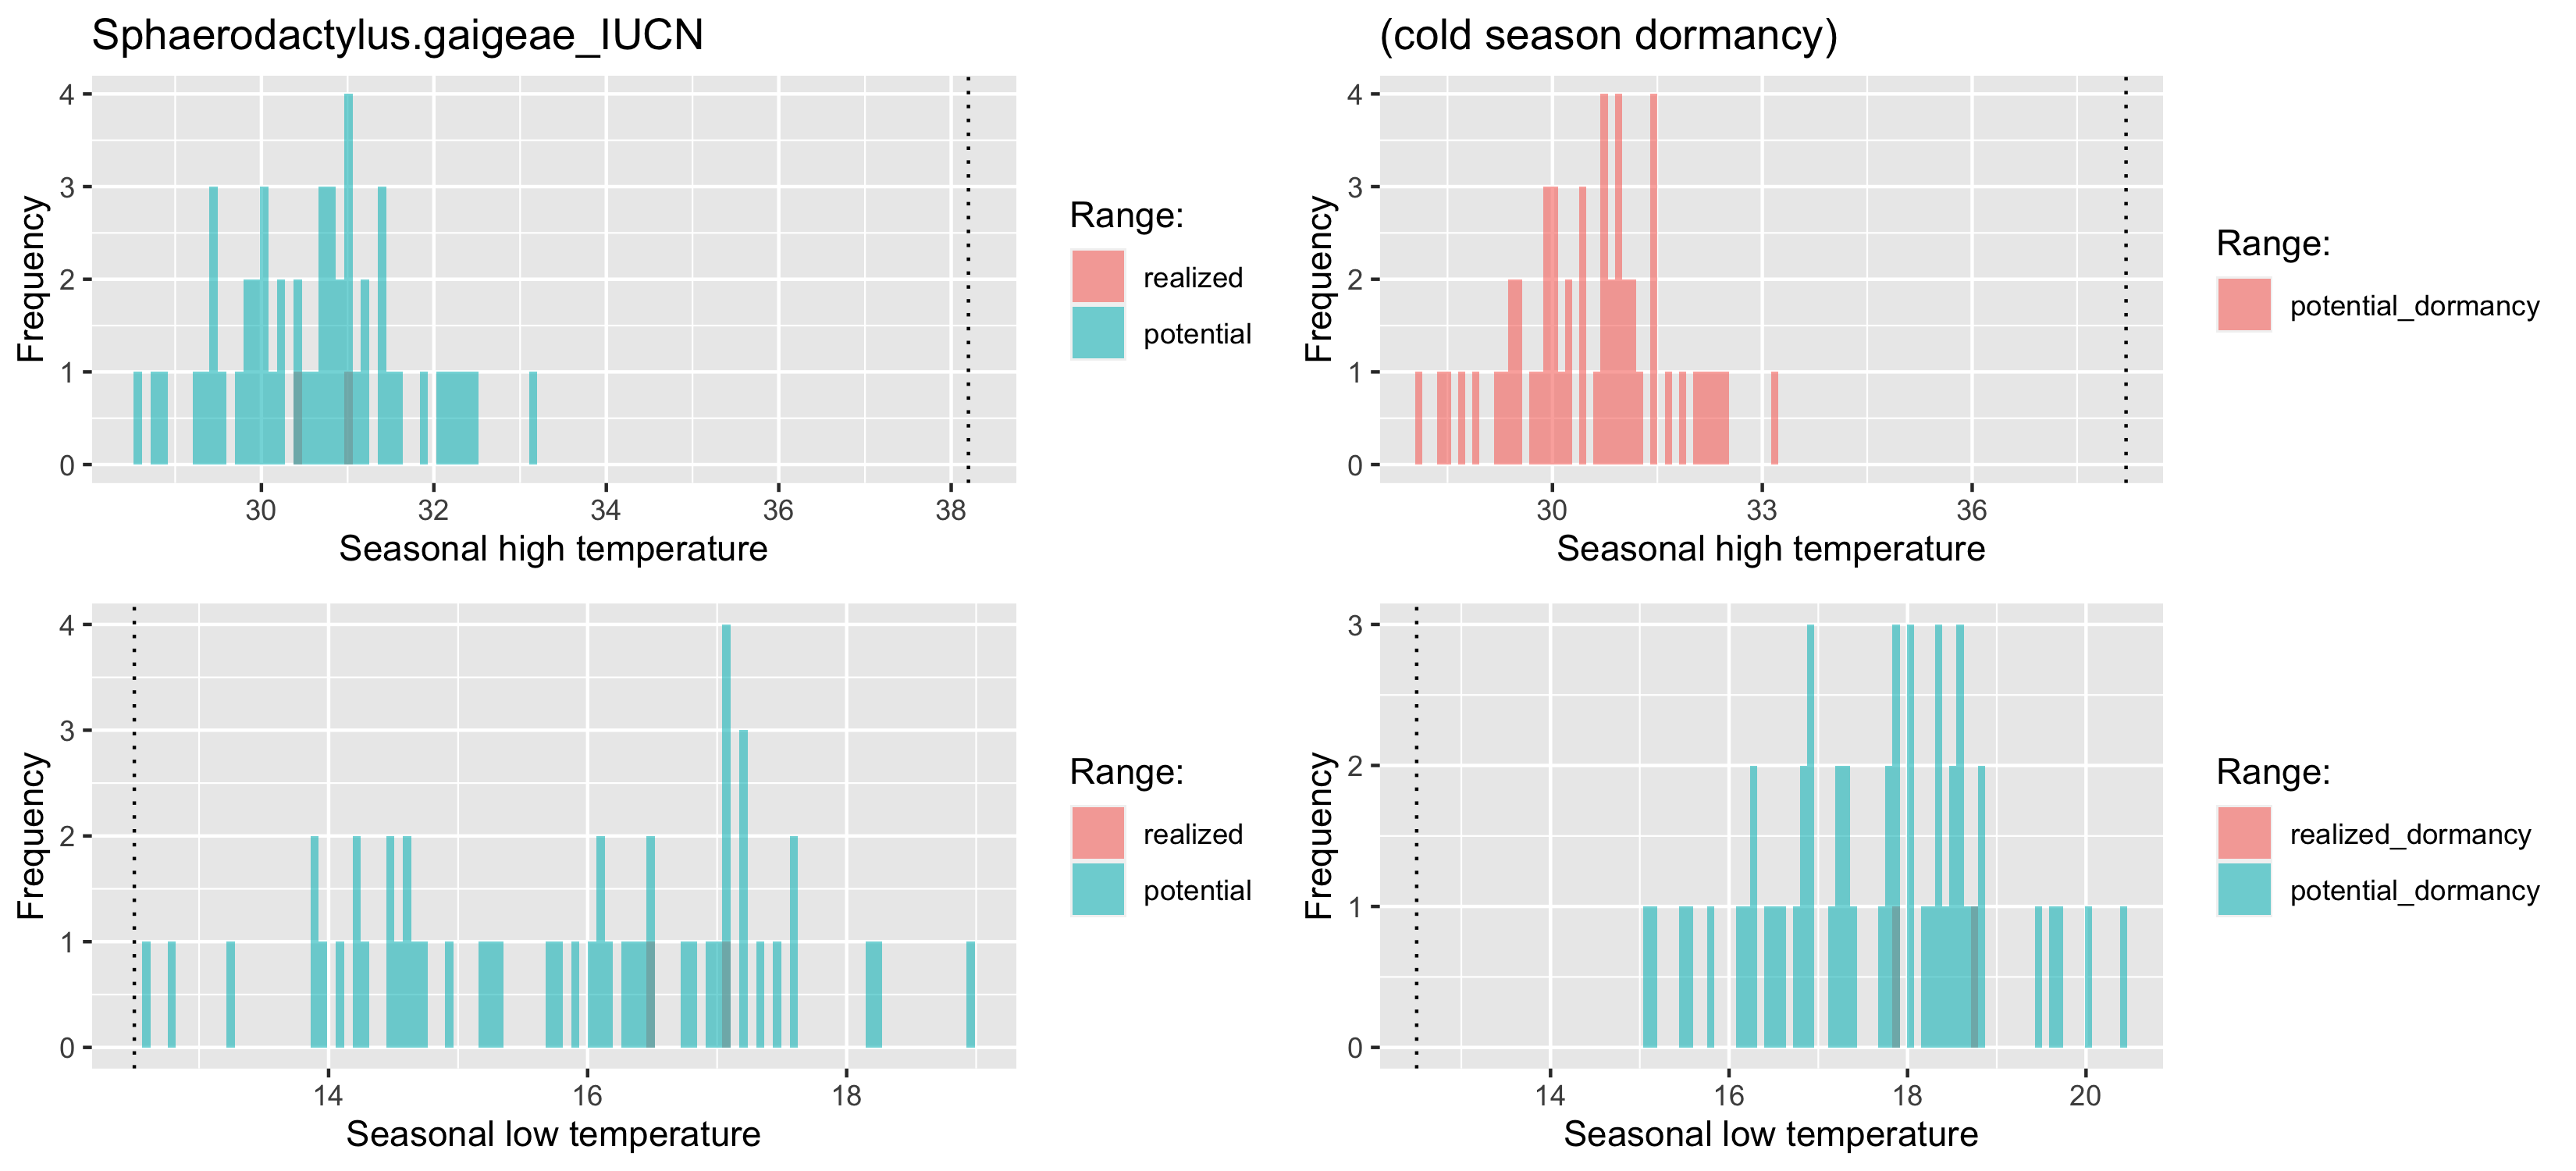 Sphaerodactylus.gaigeae_IUCN
(cold season dormancy)
4
3
2
1
0
Frequency
30
32
34
36
38
Seasonal high temperature
Range:
realized
potential
4
3
2
1
0
Frequency
30
33
36
Seasonal high temperature
Range:
potential_dormancy
4
3
2
1
0
Frequency
14
16
18
Seasonal low temperature
Range:
realized
potential
3
2
1
0
Frequency
14
16
18
20
Seasonal low temperature
Range:
realized_dormancy
potential_dormancy